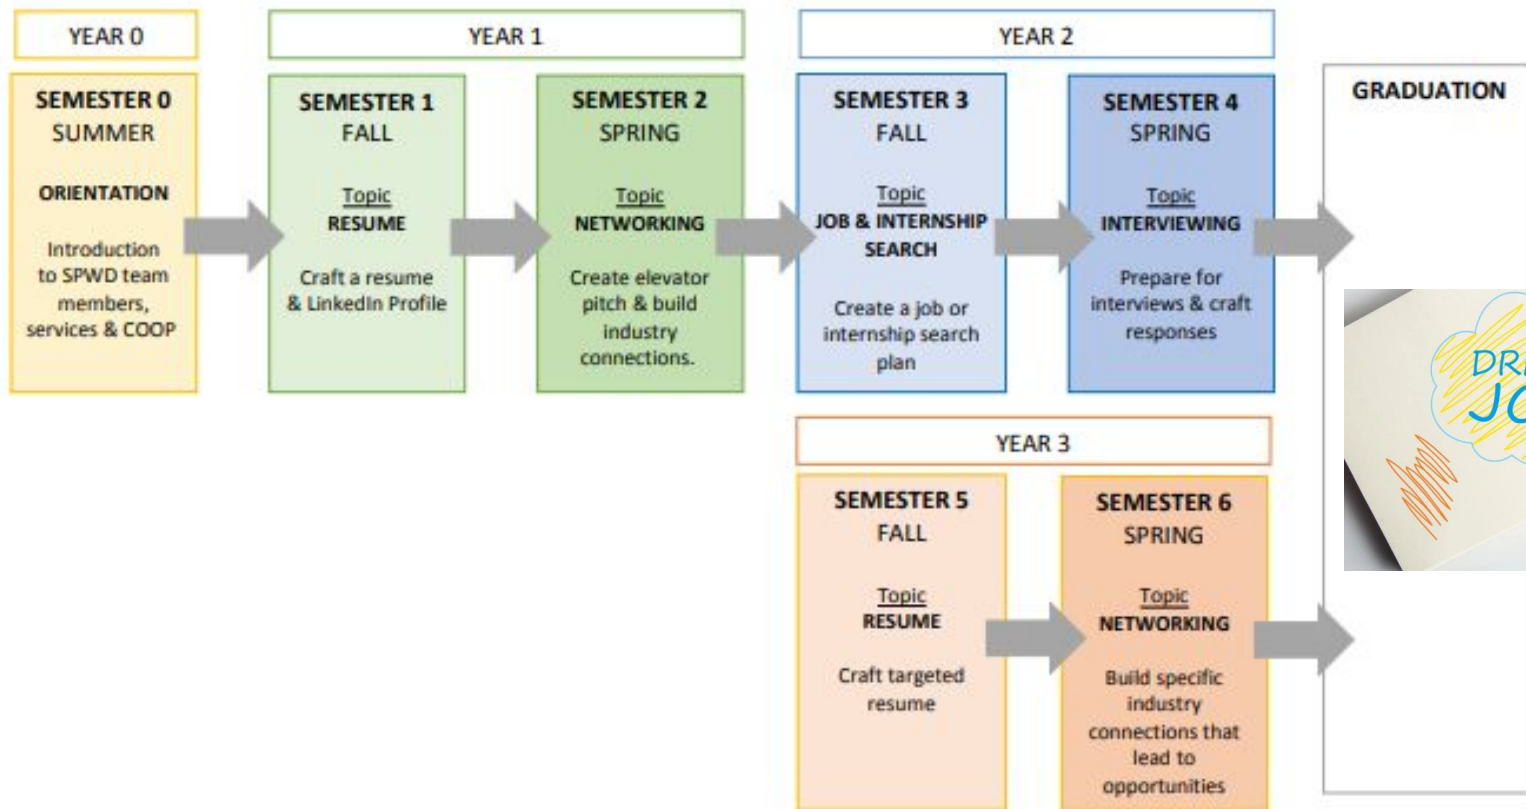 YEAR 0
SEMESTER 0
SUMMER
ORIENTATION
Introduction
to SPWD team
members,
services & COOP
YEAR 1
SEMESTER 1
FALL
Topic
RESUME
Craft a resume
& LinkedIn Profile
SEMESTER 2
SPRING
Topic
NETWORKING
Create elevator
pitch & build
industry
connections.
YEAR 2
SEMESTER 3
FALL
Topic
JOB & INTERNSHIP
SEARCH
Create a job or
internship search
plan
SEMESTER 4
SPRING
Topic
INTERVIEWING
Prepare for
interviews & craft
responses
YEAR 3
SEMESTER 5
FALL
Topic
RESUME
Craft targeted
resume
SEMESTER 6
SPRING
Topic
NETWORKING
Build specific
industry
connections that
lead to
opportunities
GRADUATION